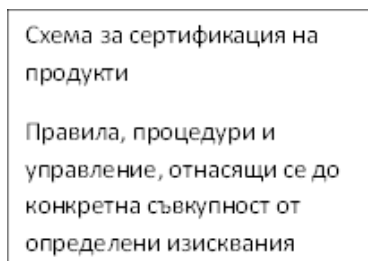 Схема за сертификация на
продукти
Правила, процедури и
управление, отнасящи се до
конкретна съвкупност от
определени изисквания